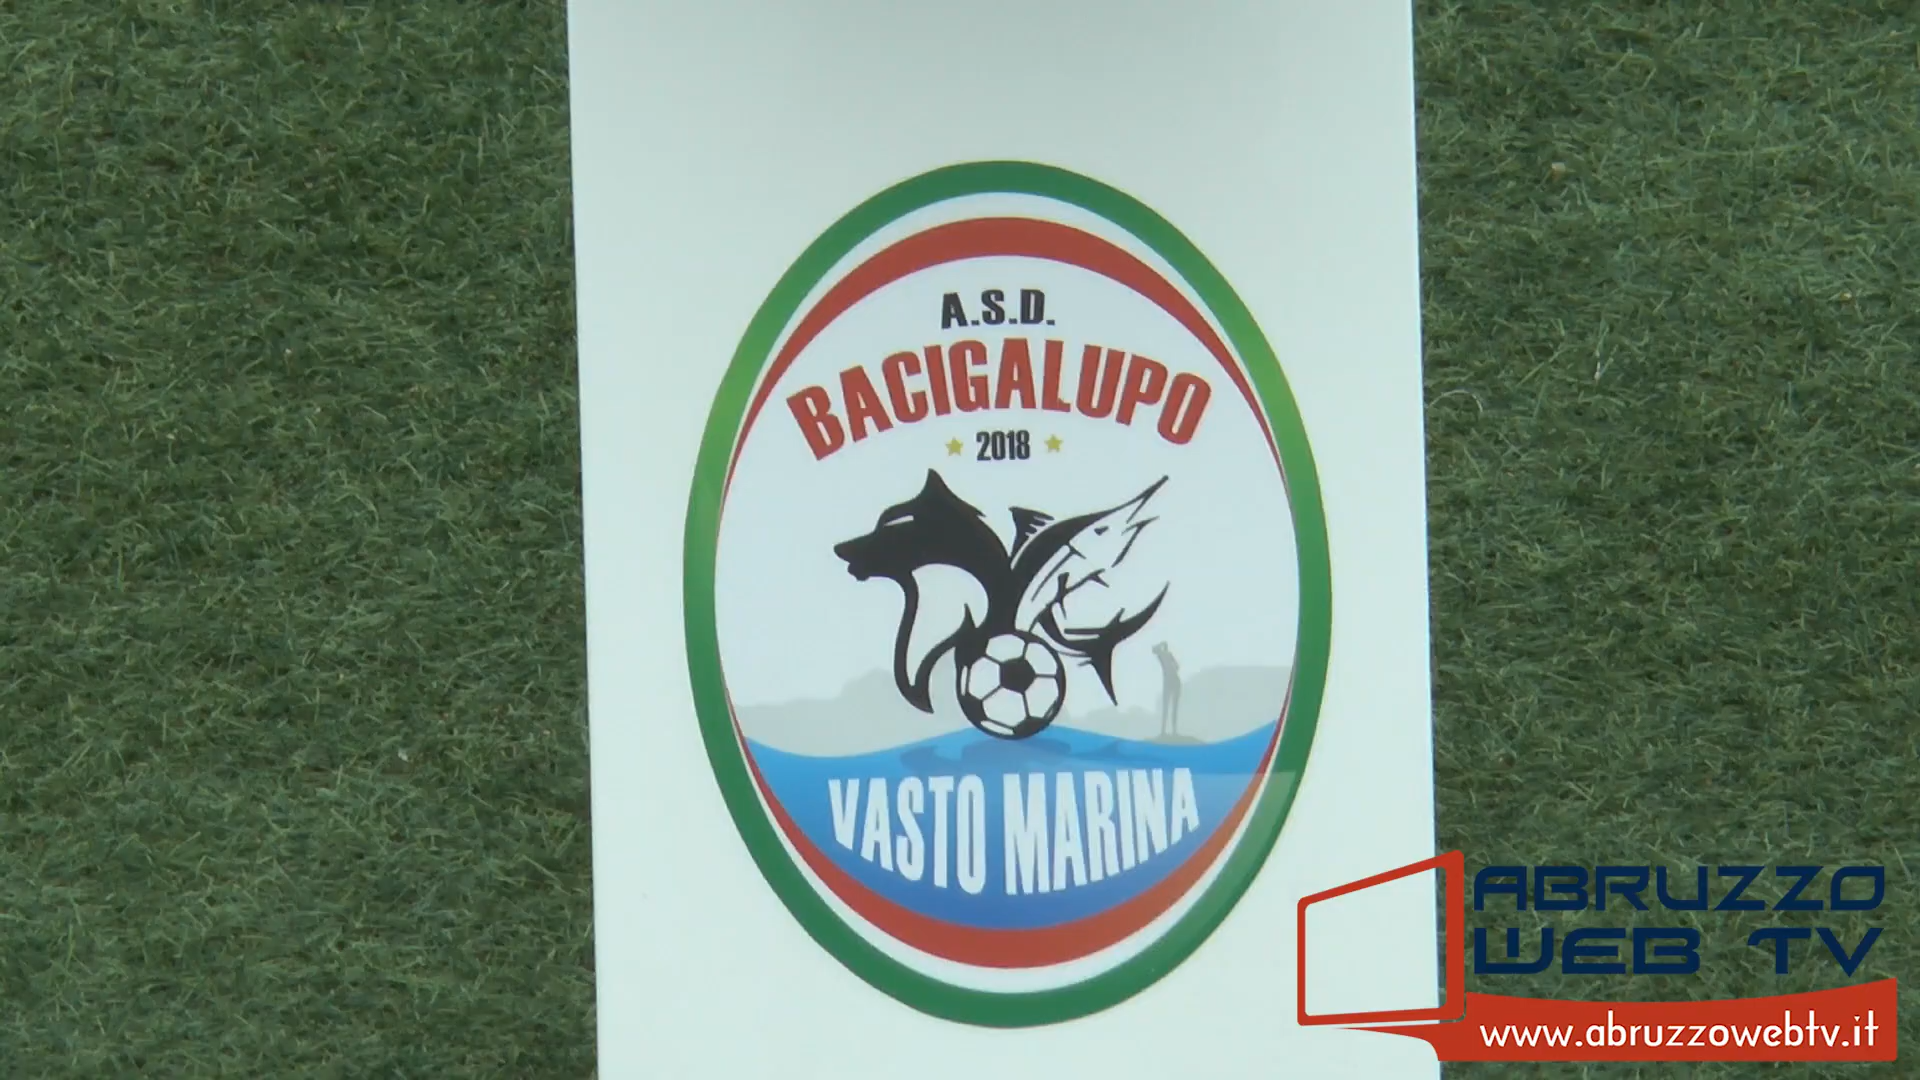 A.S.D.
BACIGALUPO
2018
VASTO MARINA
ABRUZZO
WEB TV
www.abruzzowebtv.it